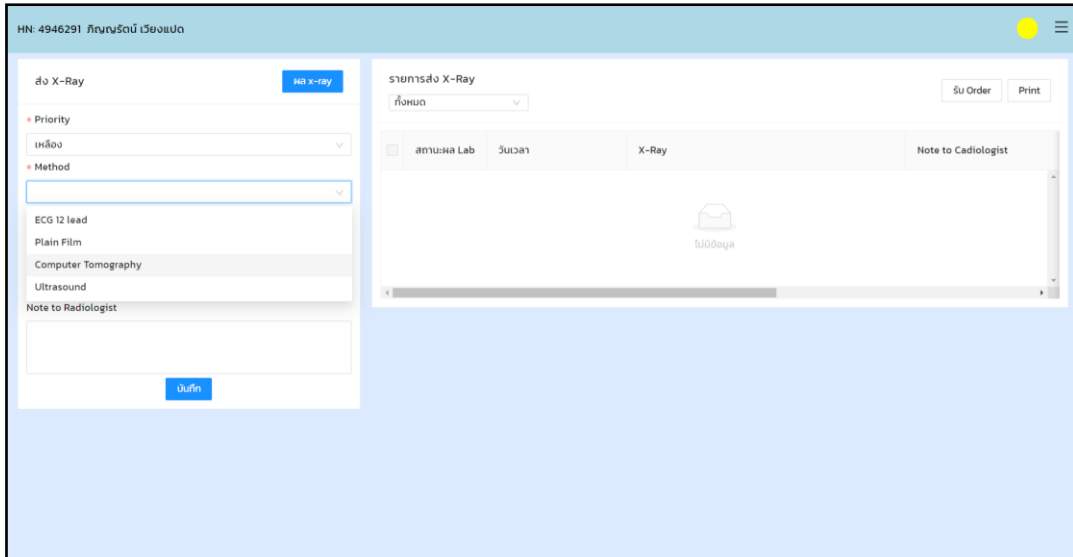 HN: 4946291 ภิญญรัตน์ เวียงแปด
ส่ง X-Ray
ผล x-ray
* Priority
เหลือง
* Method
ECG 12 lead
Plain Film
Computer Tomography
Ultrasound
Note to Radiologist
บันทึก
รายการส่ง X-Ray
ทั้งหมด
รับ Order
Print
สถานะผล Lab
วันเวลา
X-Ray
Note to Cadiologist
ไม่มีข้อมูล